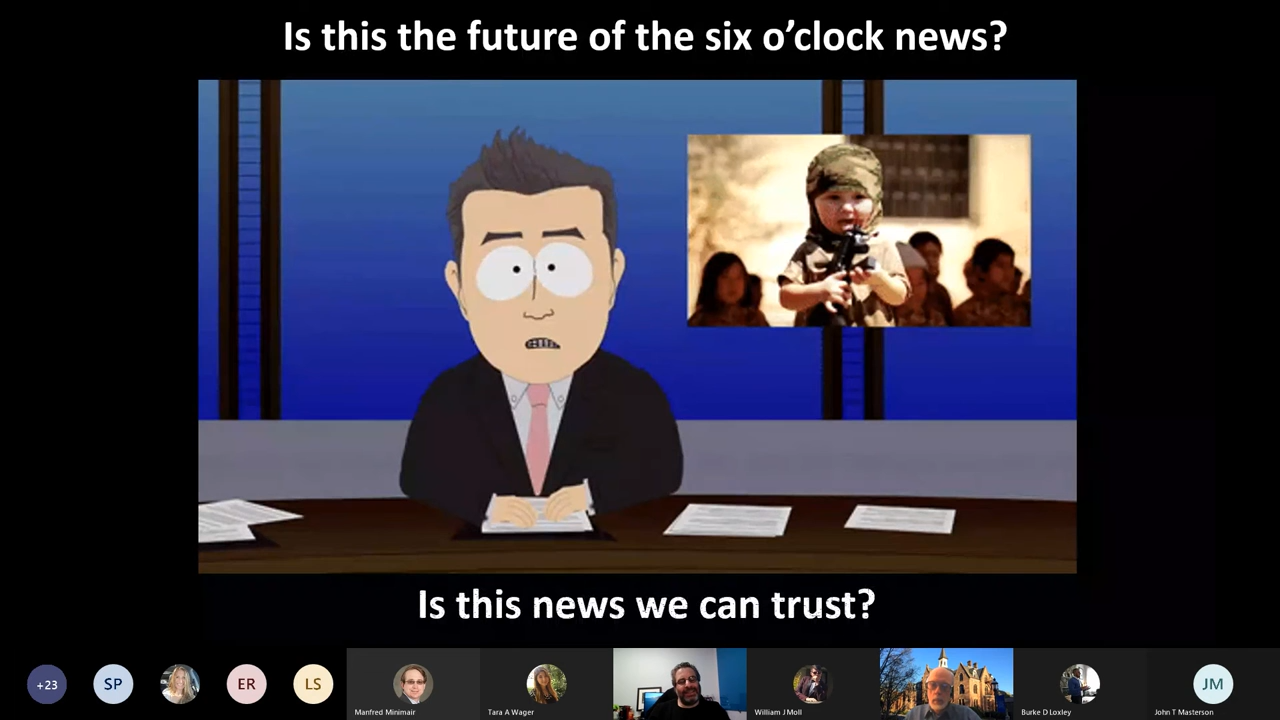 Is this the future of the six o’clock news?
Is this news we can trust?
+23
SP
ER
LS
Manfred Minimair
Tara A Wager
William J Moll
Burke D Loxley
John T Masterson
JM